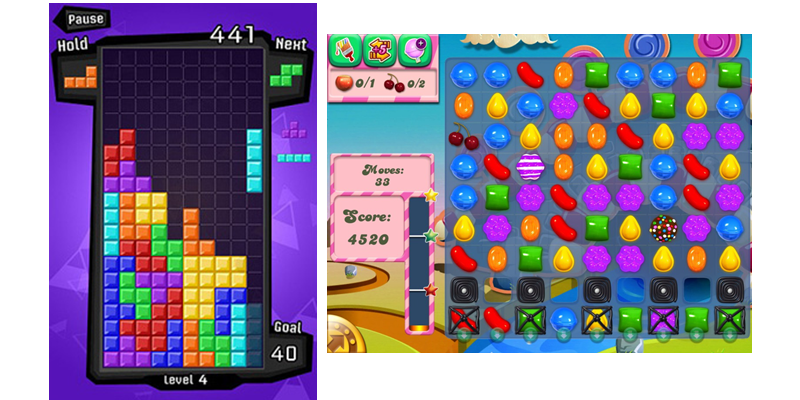 Pause
441
Hold
Next
Goal
40
level 4
0/1
0/2
Moves:
33
Score:
4520